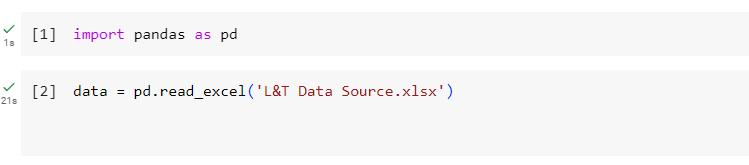 [1] import pandas as pd
1s
[2] data = pd.read_excel('L&T Data Source.xlsx')
21s